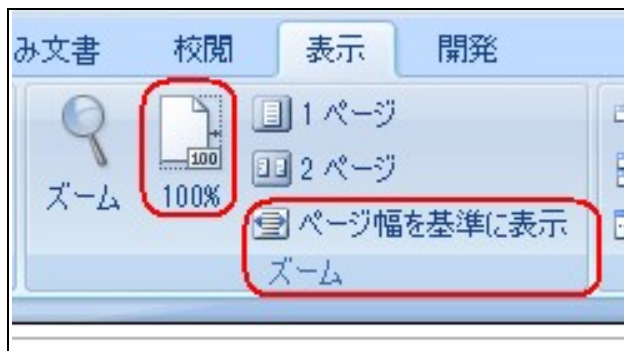 み文書 校閲 表示 開発
ズーム
100
100%
1 ページ
2 ページ
ページ幅を基準に表示
ズーム